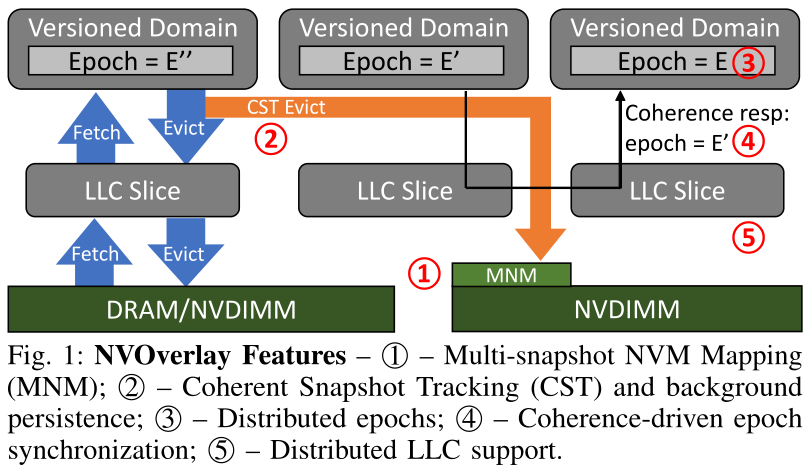 Versioned Domain
Epoch = E’’
Versioned Domain
Epoch = E’
Versioned Domain
Epoch = E ③
Fetch
Evict
CST Evict
②
Coherence resp:
epoch = E’ ④
LLC Slice
LLC Slice
LLC Slice
⑤
Fetch
Evict
①
MNM
DRAM/NVDIMM
NVDIMM
Fig. 1: NVOverlay Features – ① – Multi-snapshot NVM Mapping
(MNM); ② – Coherent Snapshot Tracking (CST) and background
persistence; ③ – Distributed epochs; ④ – Coherence-driven epoch
synchronization; ⑤ – Distributed LLC support.